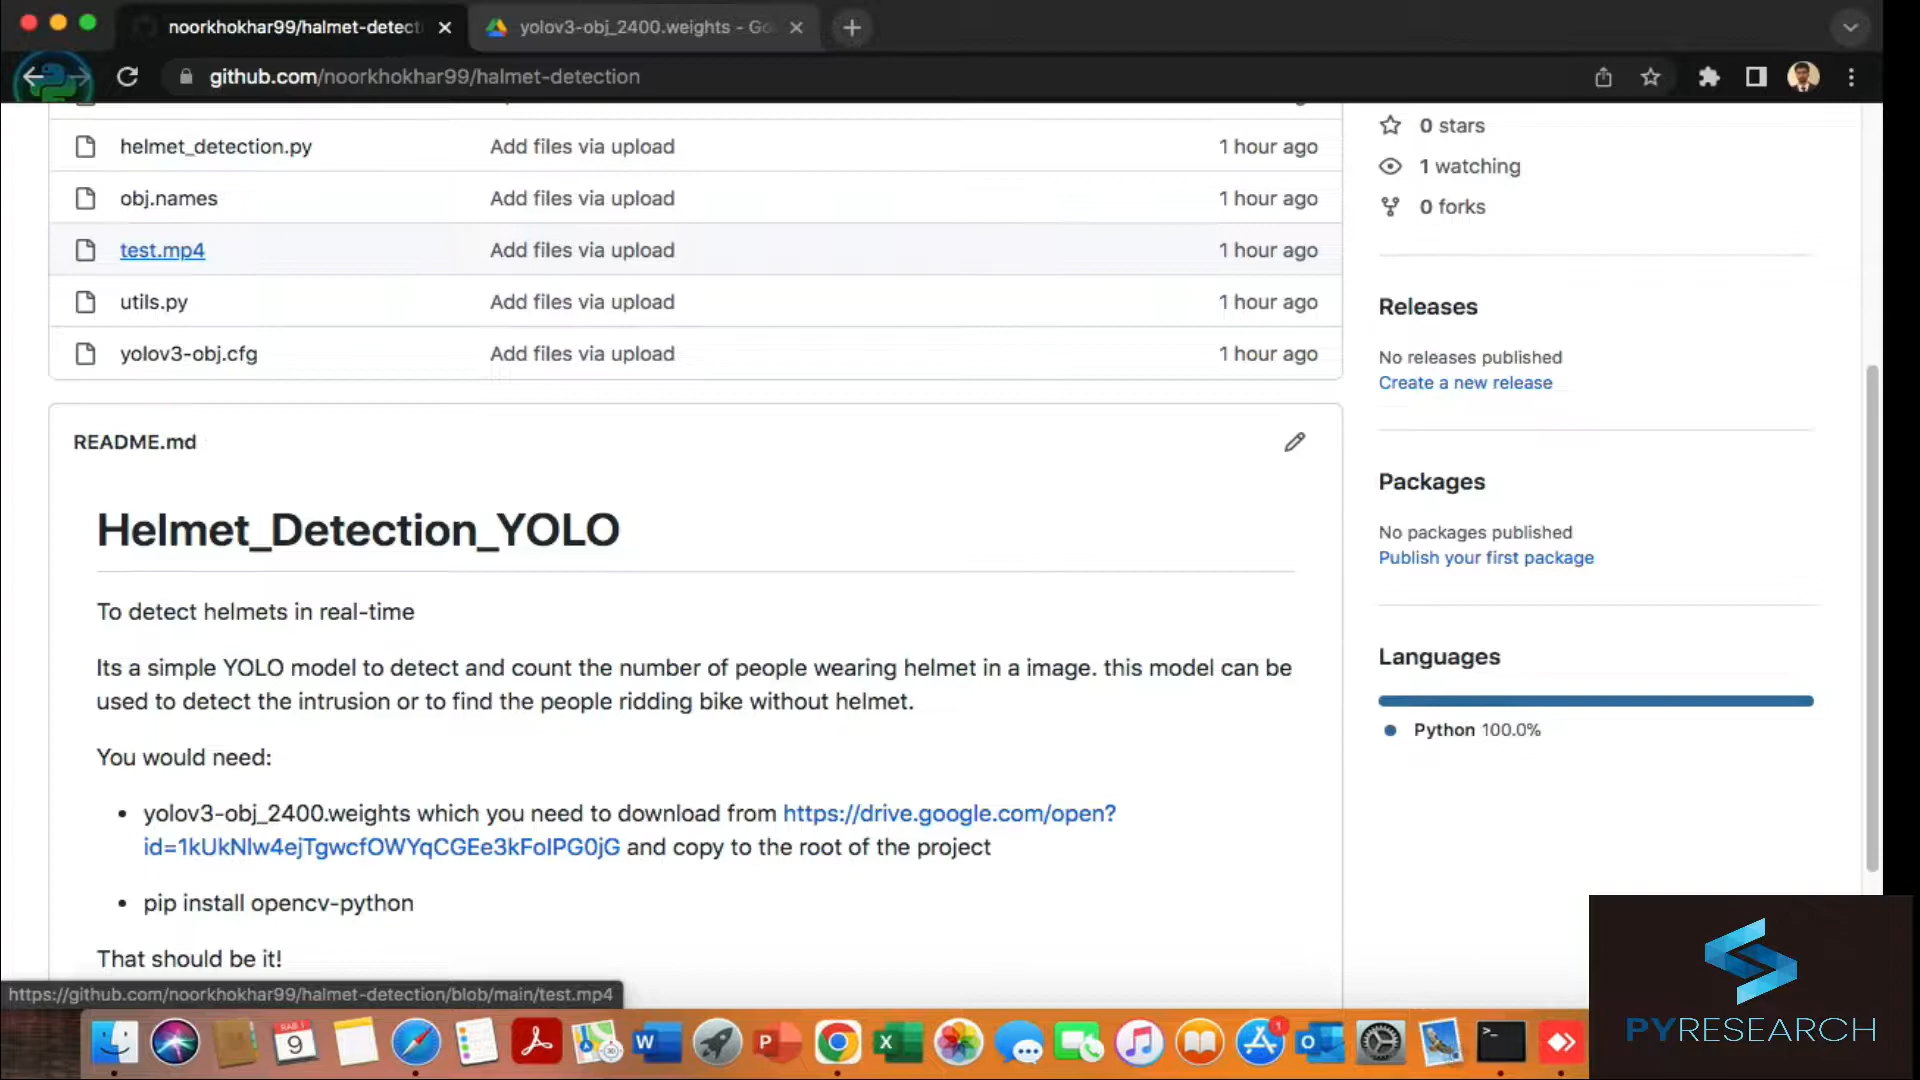 noorkhokhar99/halmet-detect
yolov3-obj_2400.weights - Go
github.com/noorkhokhar99/halmet-detection
helmet_detection.py Add files via upload 1 hour ago
obj.names Add files via upload 1 hour ago
test.mp4 Add files via upload 1 hour ago
utils.py Add files via upload 1 hour ago
yolov3-obj.cfg Add files via upload 1 hour ago
README.md
Helmet_Detection_YOLO
To detect helmets in real-time
Its a simple YOLO model to detect and count the number of people wearing helmet in a image. this model can be
used to detect the intrusion or to find the people ridding bike without helmet.
You would need:
• yolov3-obj_2400.weights which you need to download from https://drive.google.com/open?
id=1kUkNlw4ejTgwcfOWYqCGEe3kFolPG0jG and copy to the root of the project
• pip install opencv-python
That should be it!
0 stars
1 watching
0 forks
Releases
No releases published
Create a new release
Packages
No packages published
Publish your first package
Languages
Python 100.0%
https://github.com/noorkhokhar99/halmet-detection/blob/main/test.mp4
RAB I
9
30
W
P
X
1
O
>_
PYRESEARCH